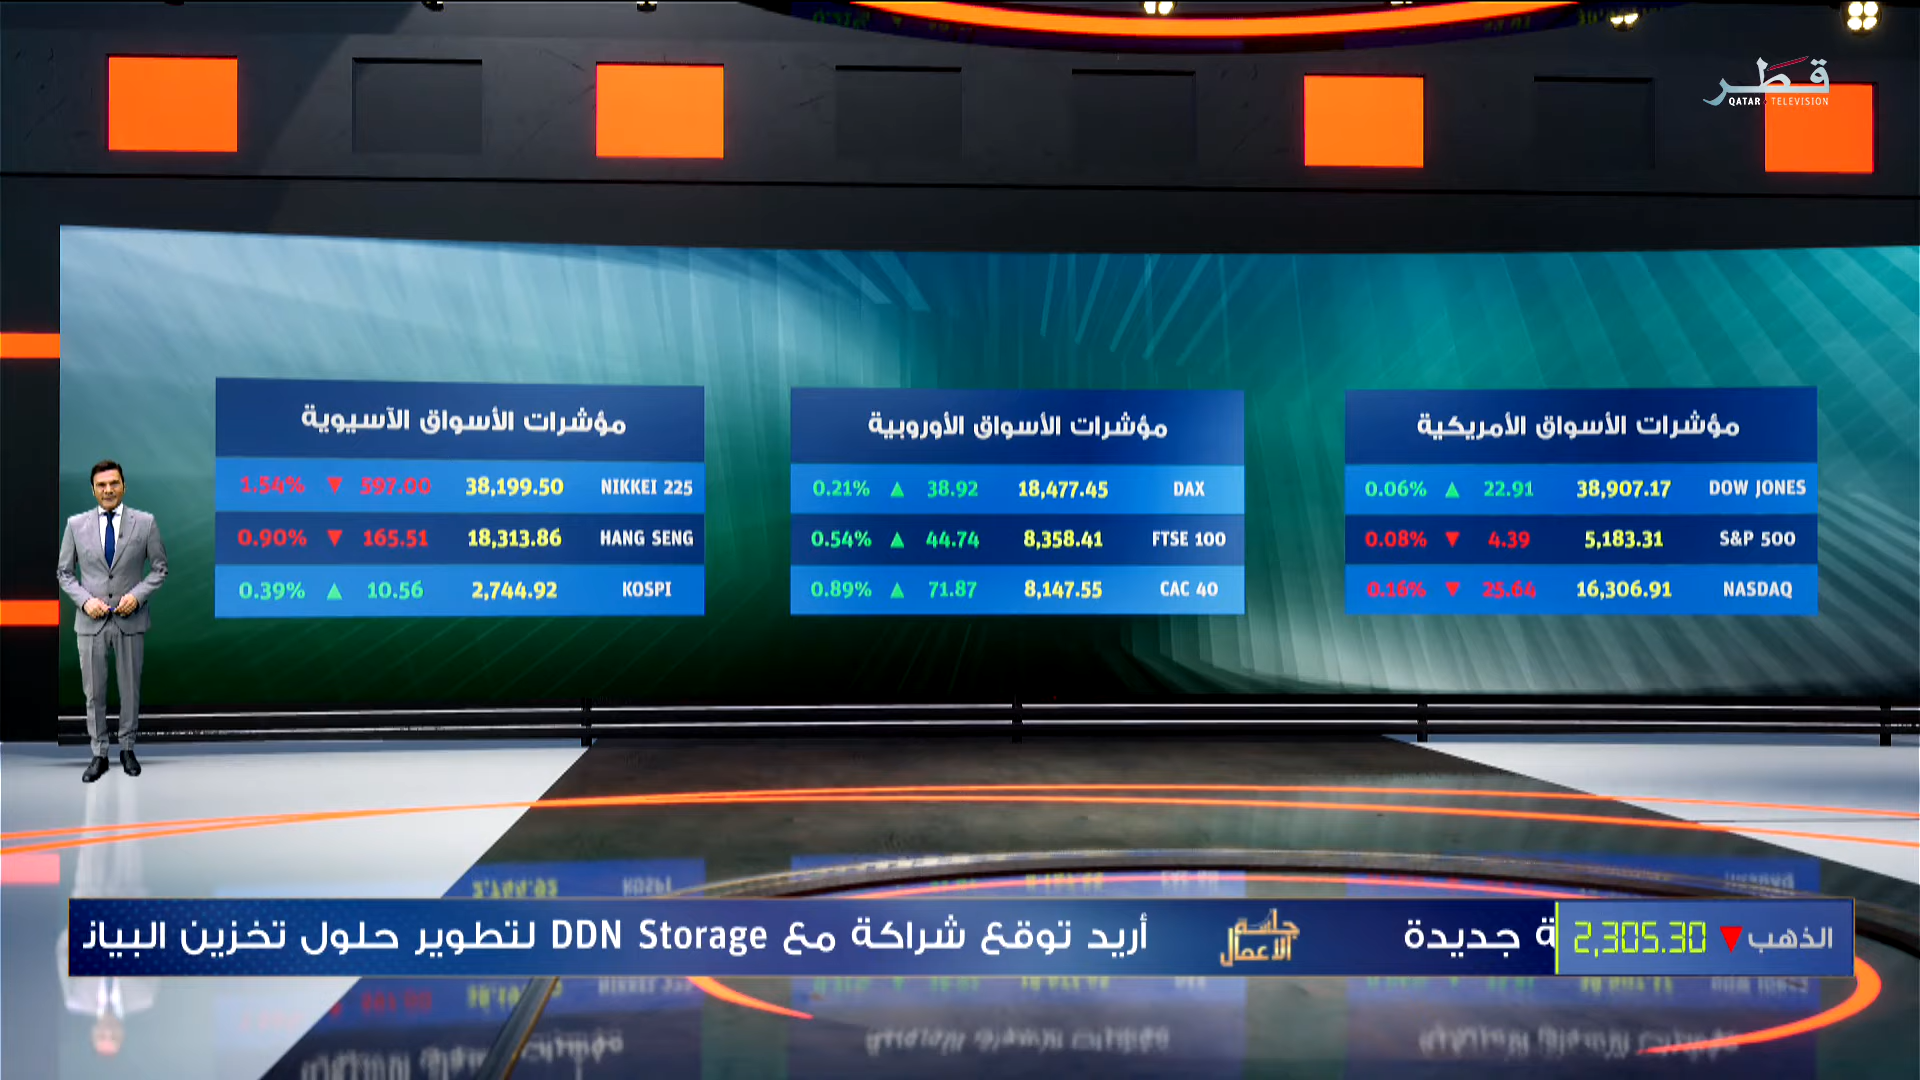 قطر
QATAR TELEVISION
مؤشرات الأسواق الأمريكية
DOW JONES 38,907.17 22.91 ▲ 0.06%
S&P 500 5,183.31 4.39 ▼ 0.08%
NASDAQ 16,306.91 25.64 ▼ 0.16%
مؤشرات الأسواق الأوروبية
DAX 18,477.45 38.92 ▲ 0.21%
FTSE 100 8,358.41 44.74 ▲ 0.54%
CAC 40 8,147.55 71.87 ▲ 0.89%
مؤشرات الأسواق الآسيوية
NIKKEI 225 38,199.50 597.00 ▼ 1.54%
HANG SENG 18,313.86 165.51 ▼ 0.90%
KOSPI 2,744.92 10.56 ▲ 0.39%
الذهب ▼ 2,305.30
ة جديدة جلسة الأعمال أريد توقع شراكة مع DDN Storage لتطوير حلول تخزين البيان